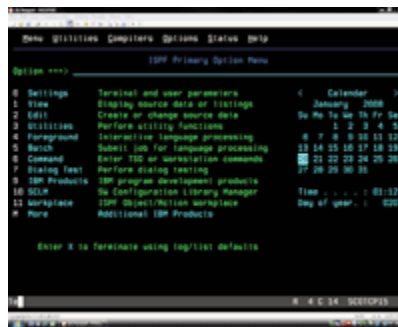 Menu Utilities Compilers Options Status Help
ISPF Primary Option Menu
Option ===>
0 Settings Terminal and user parameters < Calendar >
1 View Display source data or listings January 2008
2 Edit Create or change source data Su Mo Tu We Th Fr Sa
3 Utilities Perform utility functions 1 2 3 4 5
4 Foreground Interactive language processing 6 7 8 9 10 11 12
5 Batch Submit job for language processing 13 14 15 16 17 18 19
6 Command Enter TSO or Workstation commands 20 21 22 23 24 25 26
7 Dialog Test Perform dialog testing 27 28 29 30 31
9 IBM Products IBM program development products
10 SCLM SW Configuration Library Manager Time . . . . : 01:12
11 Workplace ISPF Object/Action Workplace Day of year. : 020
M More Additional IBM Products
Enter X to Terminate using log/list defaults